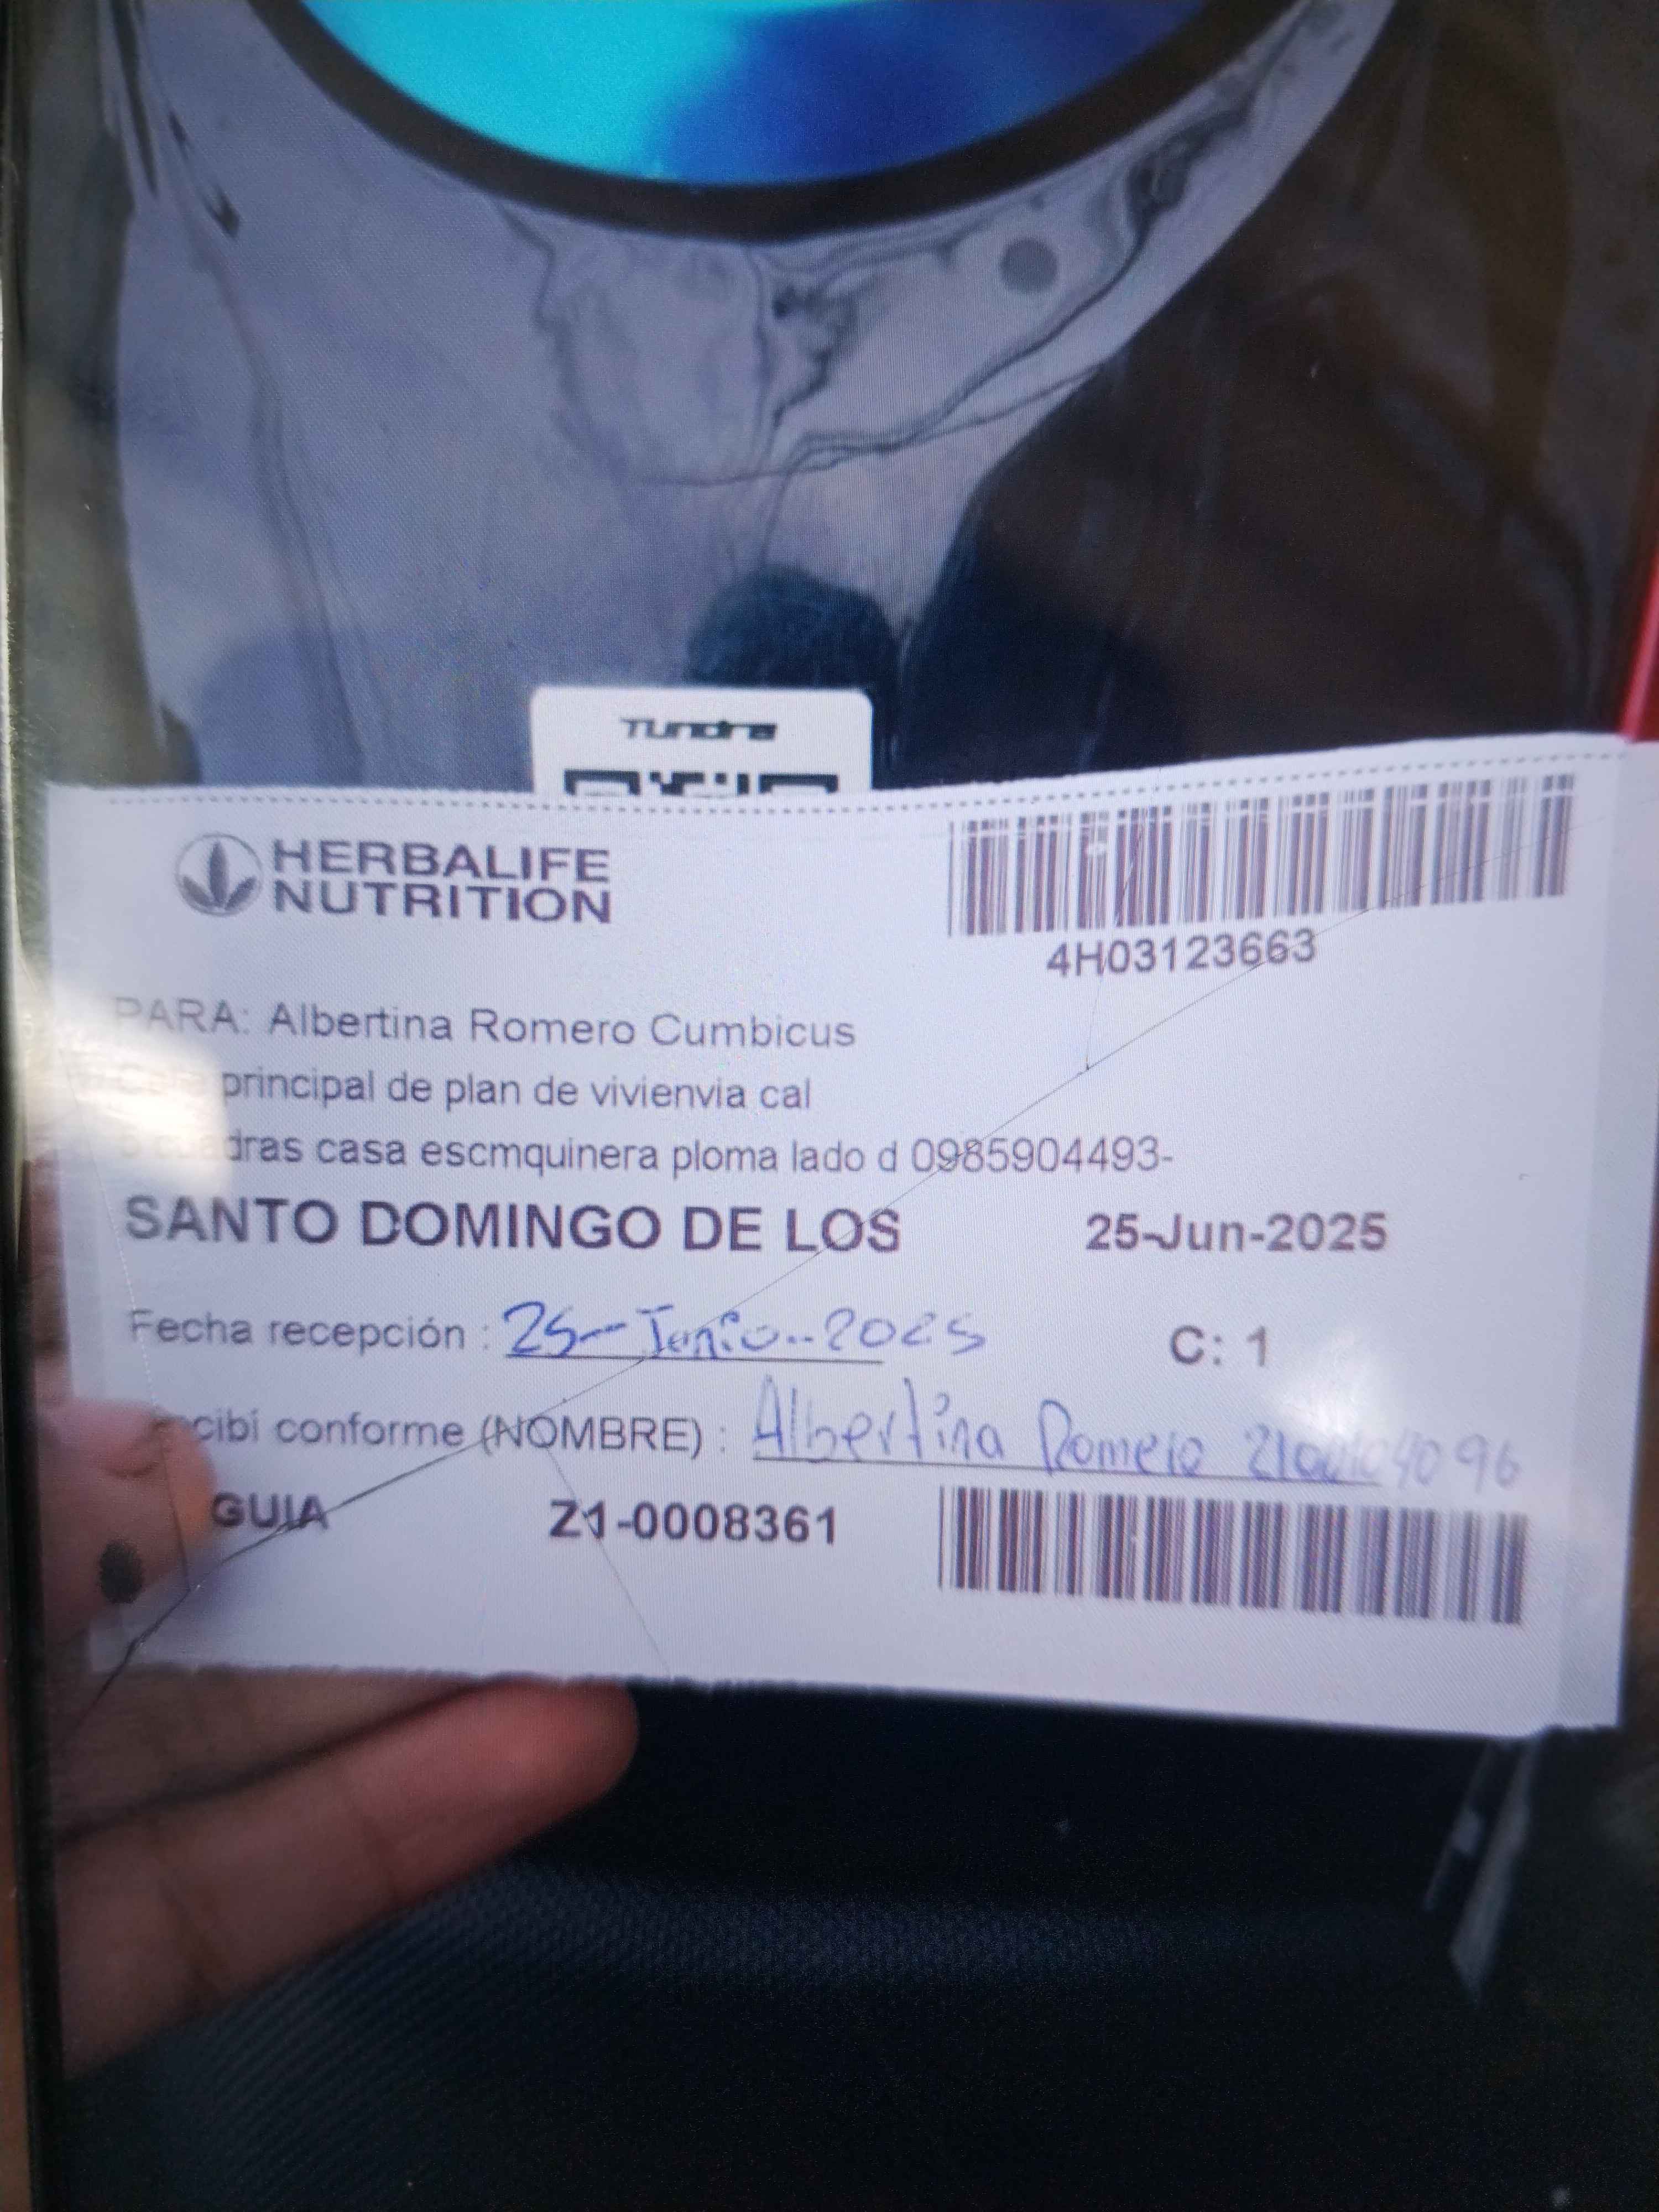 Tundra
HERBALIFE
NUTRITION
4H03123663
PARA: Albertina Romero Cumbicus
principal de plan de vivienvia cal
cuadras casa escmquinera ploma lado d 0985904493-
SANTO DOMINGO DE LOS 25-Jun-2025
Fecha recepción : 25-Junio-2025 C: 1
cibí conforme (NOMBRE) : Albertina Romero
GUIA Z1-0008361